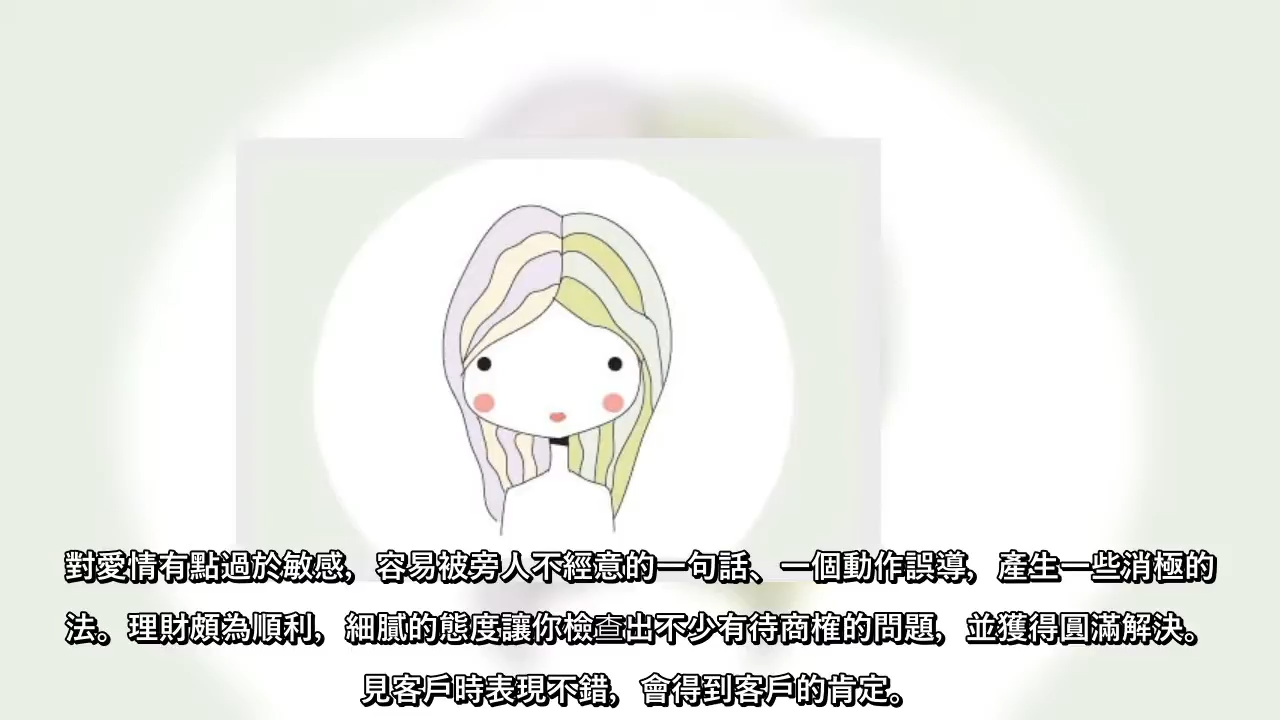 對愛情有點過於敏感，容易被旁人不經意的一句話、一個動作誤導，產生一些消極的
法。理財頗為順利，細膩的態度讓你檢查出不少有待商榷的問題，並獲得圓滿解決。
見客戶時表現不錯，會得到客戶的肯定。